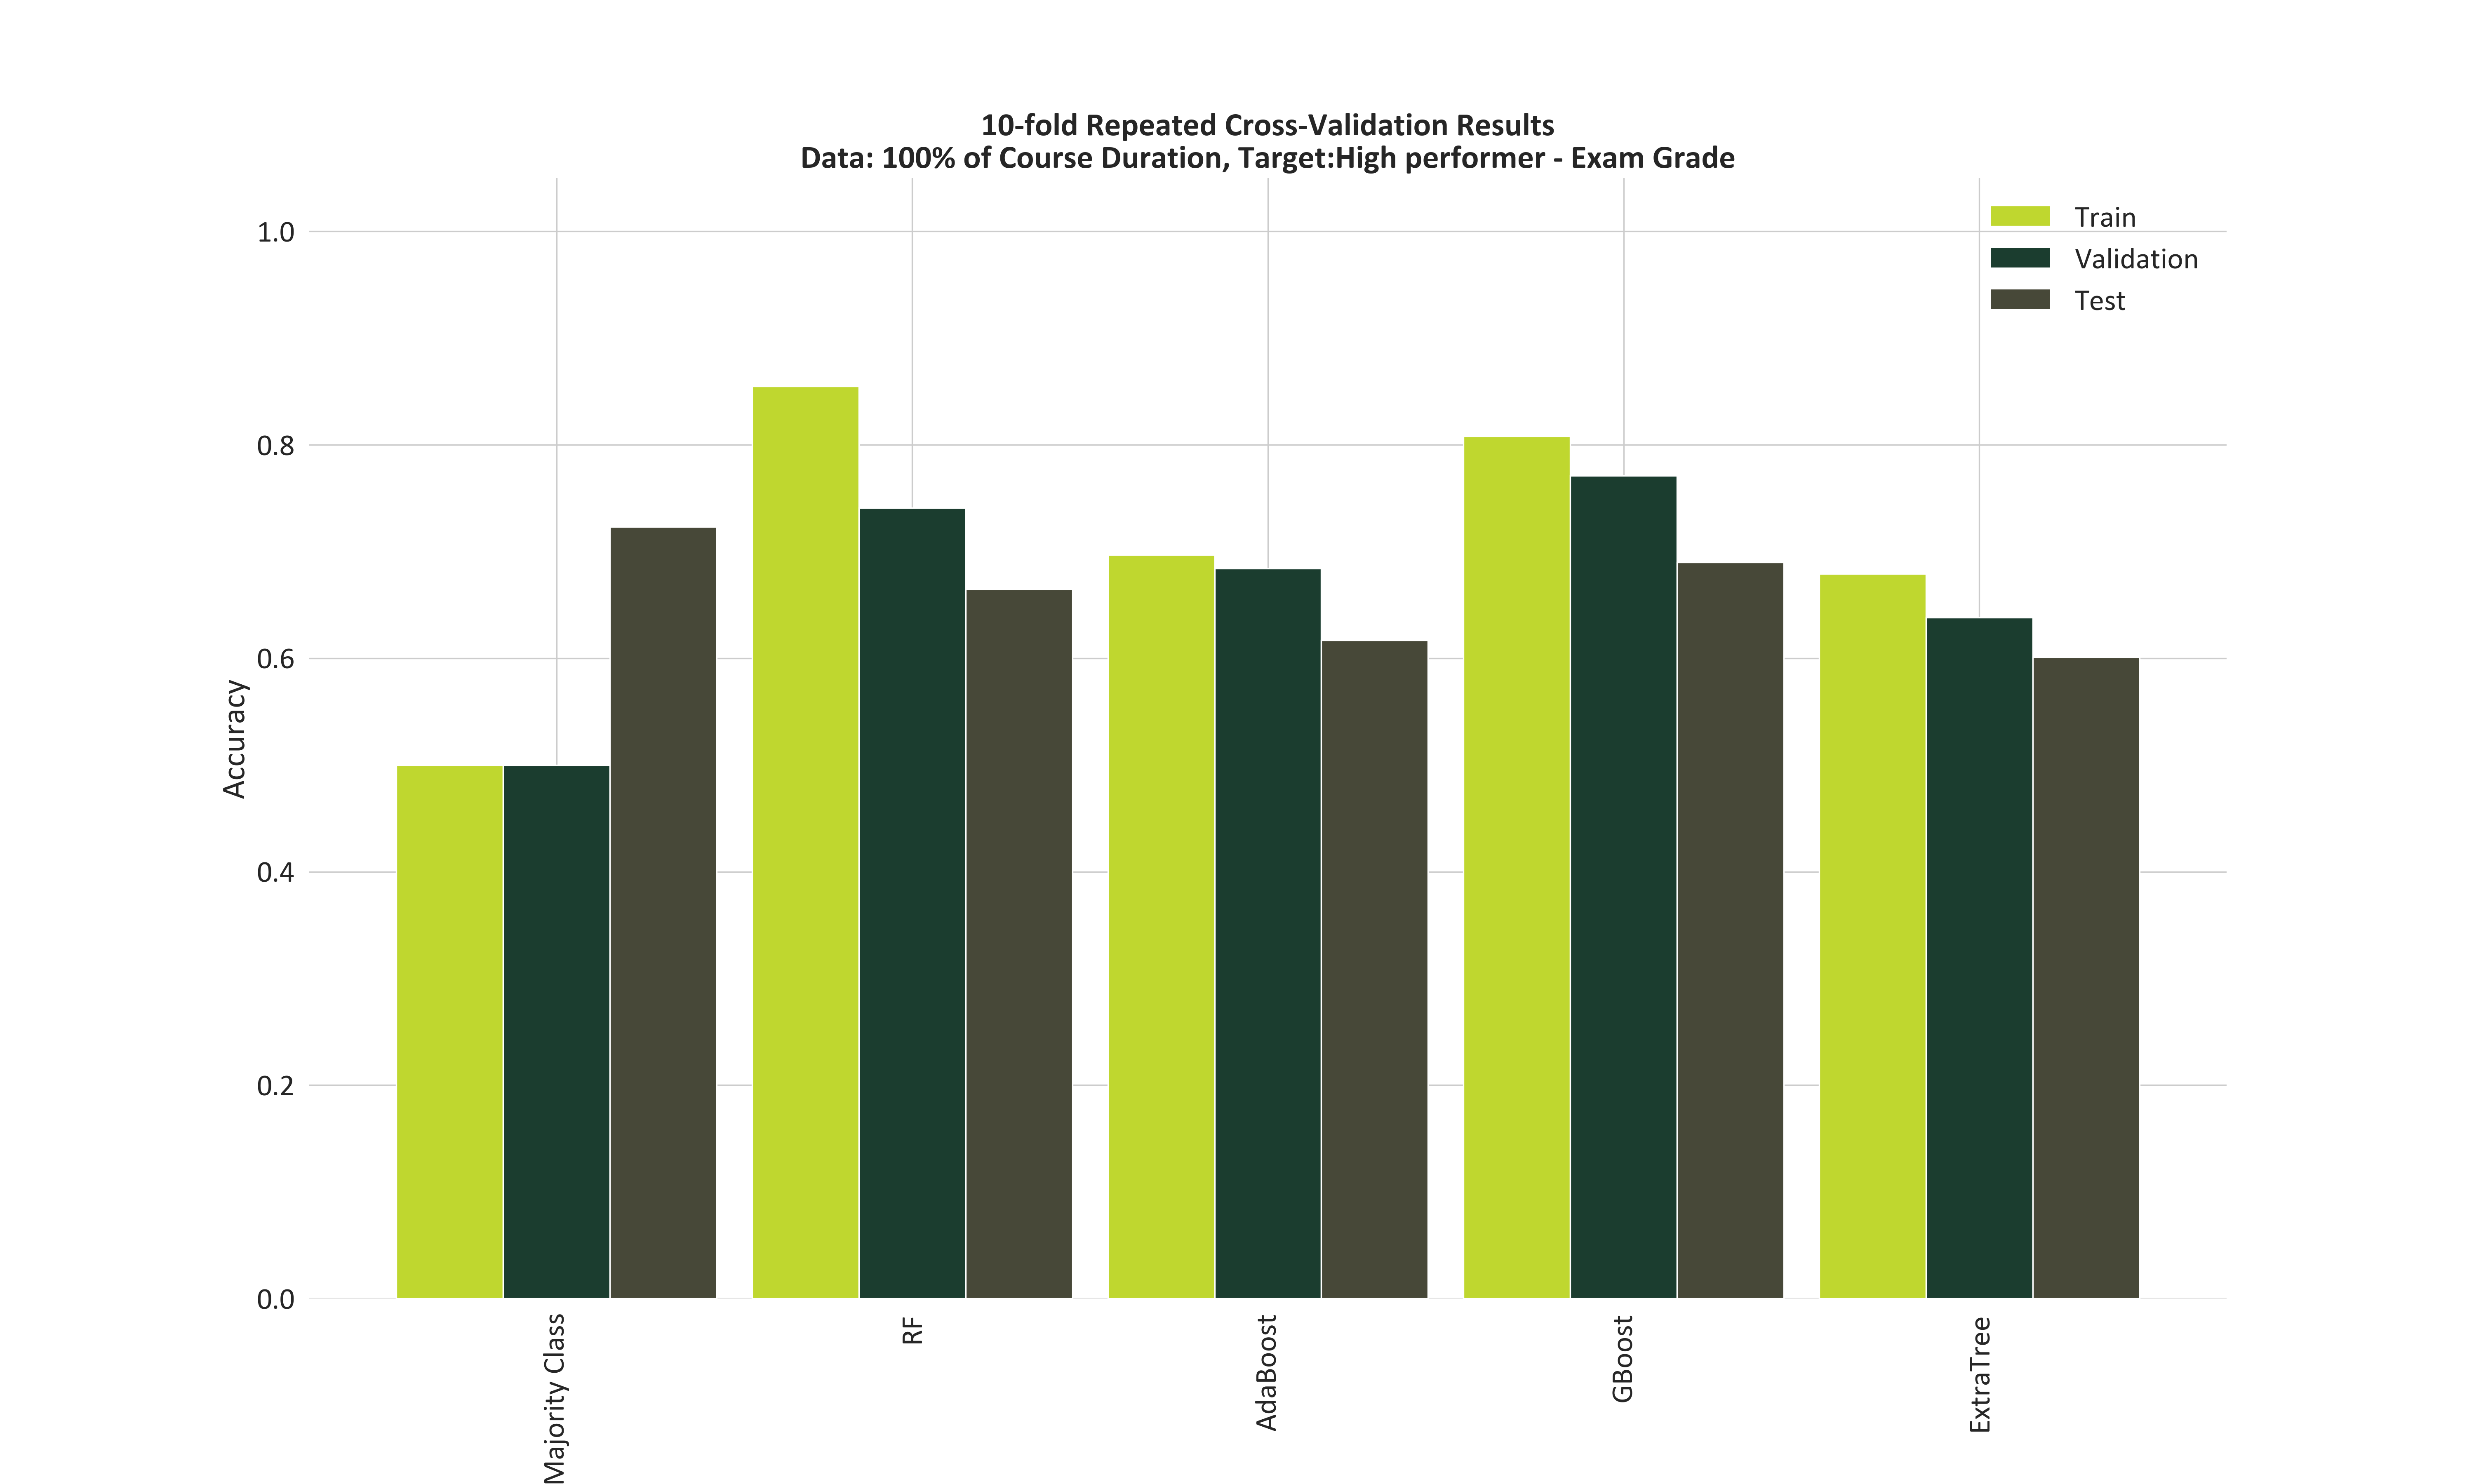 10-fold Repeated Cross-Validation Results
Data: 100% of Course Duration, Target:High performer - Exam Grade
Train
Validation
Test
1.0
0.8
0.6
0.4
0.2
0.0
Accuracy
Majority Class
RF
AdaBoost
GBoost
ExtraTree